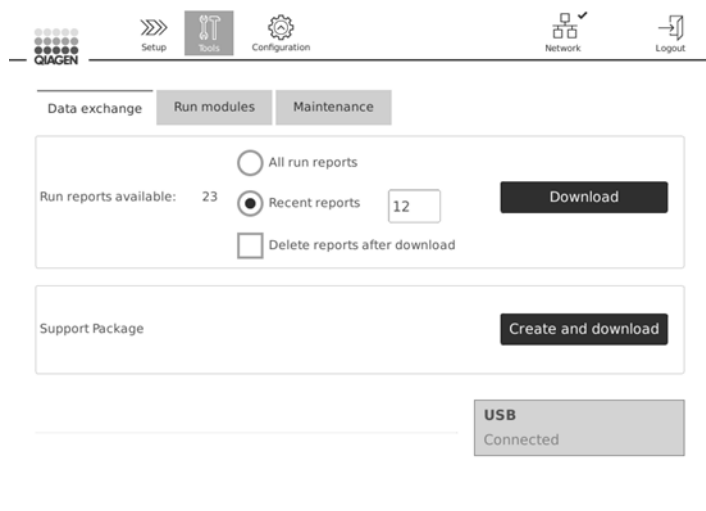 QIAGEN
Setup
Tools
Configuration
Network
Logout
Data exchange
Run modules
Maintenance
All run reports
Run reports available: 23
Recent reports 12
Download
Delete reports after download
Support Package
Create and download
USB
Connected